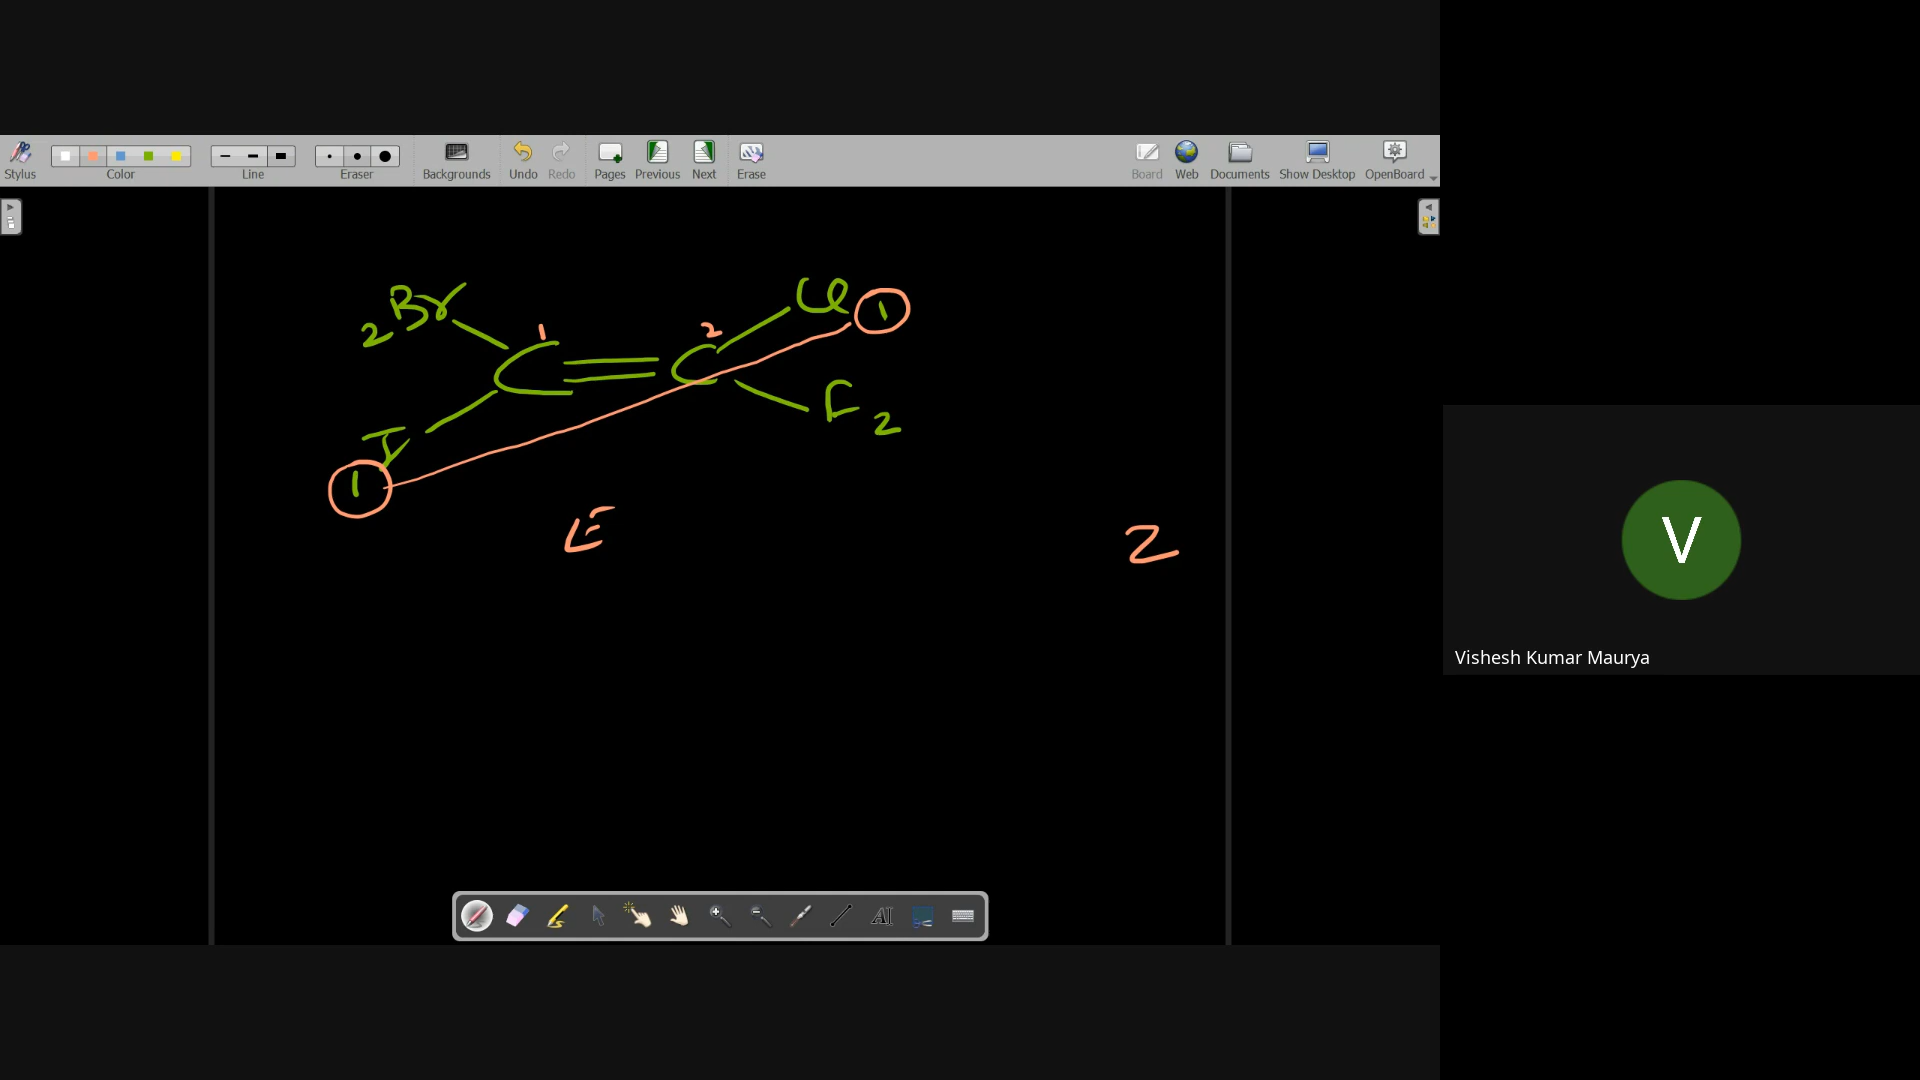 Stylus Color Line Eraser Backgrounds Undo Redo Pages Previous Next Erase Board Web Documents Show Desktop OpenBoard
2 Br Cl 1
1 2
C = C
I F 2
1
E Z
AI
V
Vishesh Kumar Maurya